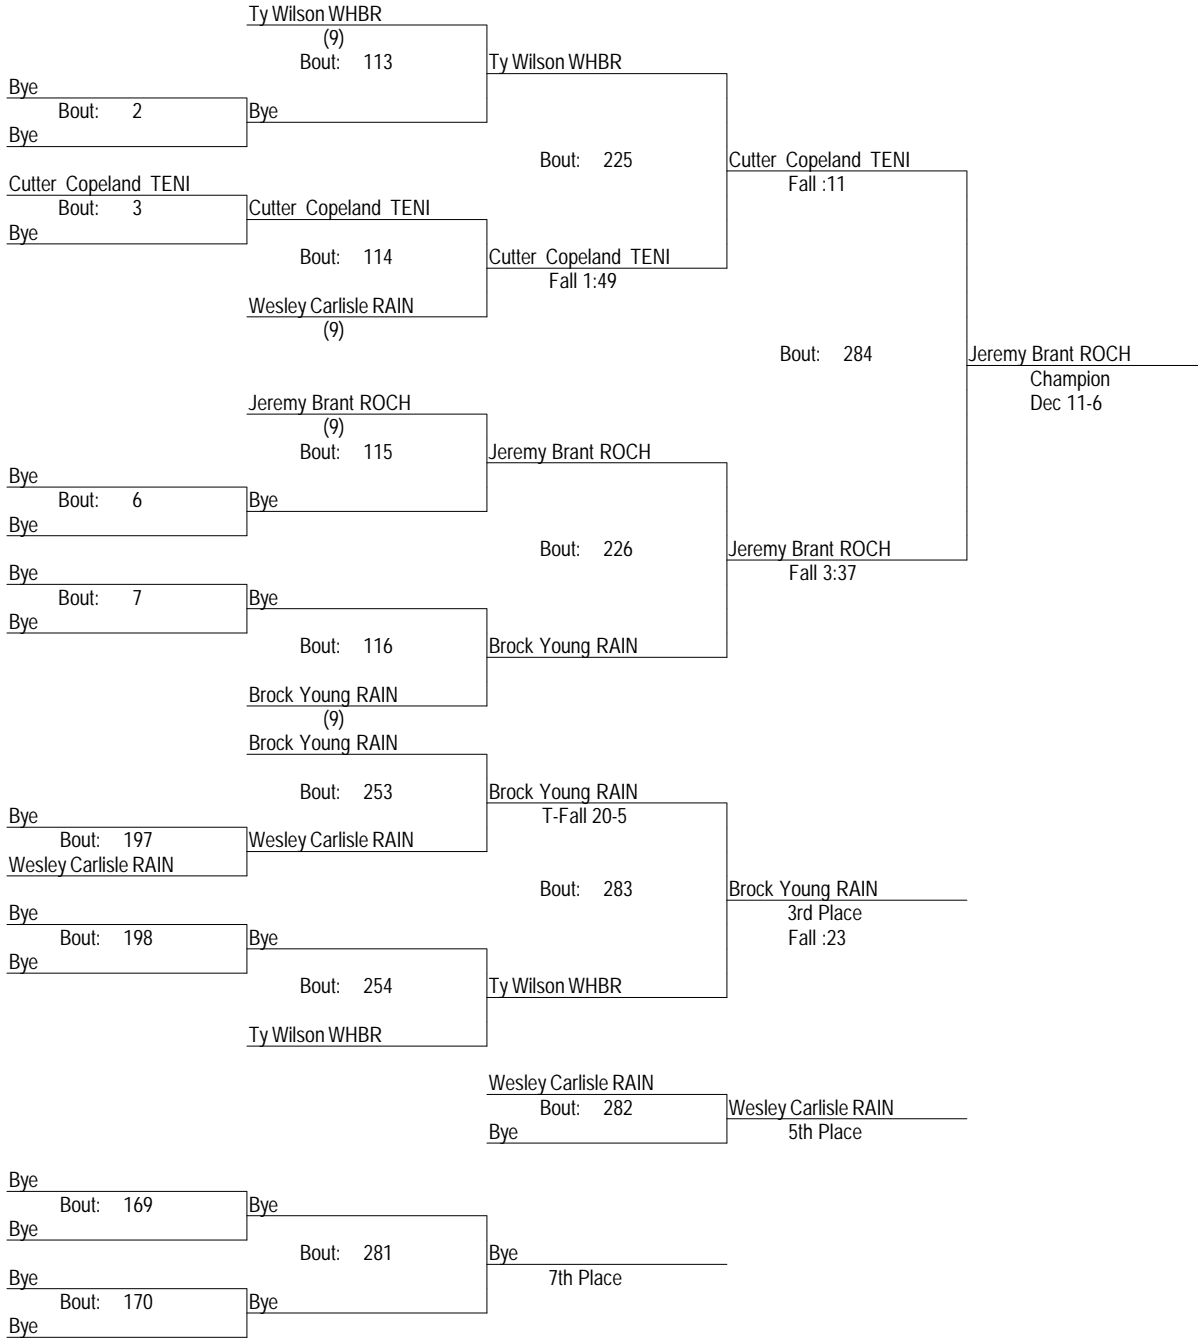 Ty Wilson WHBR
(9)
Bout: 113
Ty Wilson WHBR
Bye
Bout: 2
Bye
Bye
Bout: 225
Cutter Copeland TENI
Fall :11
Cutter Copeland TENI
Bout: 3
Cutter Copeland TENI
Bye
Bout: 114
Cutter Copeland TENI
Fall 1:49
Wesley Carlisle RAIN
(9)
Bout: 284
Jeremy Brant ROCH
Champion
Dec 11-6
Jeremy Brant ROCH
(9)
Bout: 115
Jeremy Brant ROCH
Bye
Bout: 6
Bye
Bye
Bout: 226
Jeremy Brant ROCH
Fall 3:37
Bye
Bout: 7
Bye
Bye
Bout: 116
Brock Young RAIN
Brock Young RAIN
(9)
Brock Young RAIN
Bout: 253
Brock Young RAIN
T-Fall 20-5
Bye
Bout: 197
Wesley Carlisle RAIN
Wesley Carlisle RAIN
Bout: 283
Brock Young RAIN
3rd Place
Fall :23
Bye
Bout: 198
Bye
Bye
Bout: 254
Ty Wilson WHBR
Ty Wilson WHBR
Wesley Carlisle RAIN
Bout: 282
Wesley Carlisle RAIN
Bye
5th Place
Bye
Bout: 169
Bye
Bye
Bout: 281
Bye
7th Place
Bye
Bout: 170
Bye
Bye